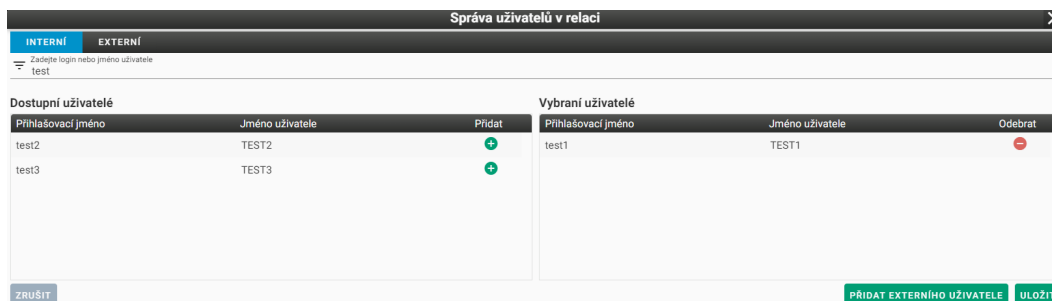 Správa uživatelů v relaci
INTERNÍ EXTERNÍ
Zadejte login nebo jméno uživatele
test
Dostupní uživatelé Vybraní uživatelé
Přihlašovací jméno Jméno uživatele Přidat Přihlašovací jméno Jméno uživatele Odebrat
test2 TEST2 test1 TEST1
test3 TEST3
ZRUŠIT PŘIDAT EXTERNÍHO UŽIVATELE ULOŽIT